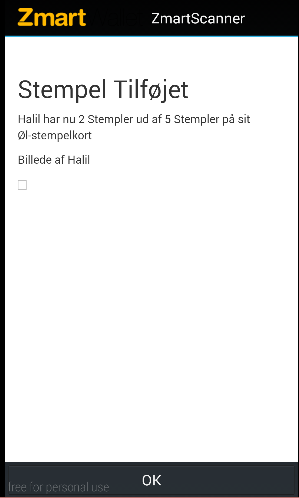 Zmart
ZmartScanner
Stempel Tilføjet
Halil har nu 2 Stempler ud af 5 Stempler på sit
Øl-stempelkort
Billede af Halil
OK
free for personal use